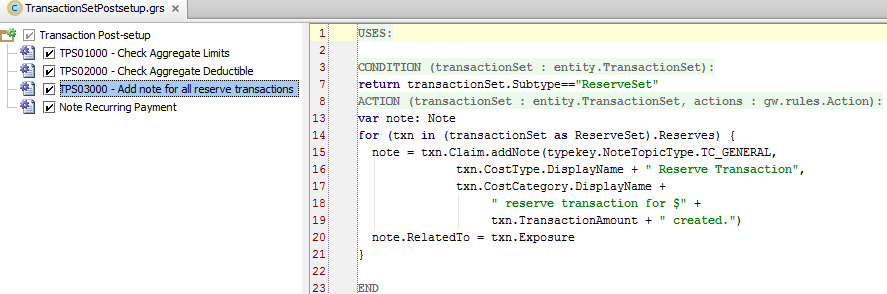 TransactionSetPostsetup.grs ×
Transaction Post-setup
TPS01000 - Check Aggregate Limits
TPS02000 - Check Aggregate Deductible
TPS03000 - Add note for all reserve transactions
Note Recurring Payment
1 USES:
2
3 CONDITION (transactionSet : entity.TransactionSet):
7 return transactionSet.Subtype=="ReserveSet"
8 ACTION (transactionSet : entity.TransactionSet, actions : gw.rules.Action):
13 var note: Note
14 for (txn in (transactionSet as ReserveSet).Reserves) {
15 note = txn.Claim.addNote(typekey.NoteTopicType.TC_GENERAL,
16 txn.CostType.DisplayName + " Reserve Transaction",
17 txn.CostCategory.DisplayName +
18 " reserve transaction for $" +
19 txn.TransactionAmount + " created.")
20 note.RelatedTo = txn.Exposure
21 }
22
23 END